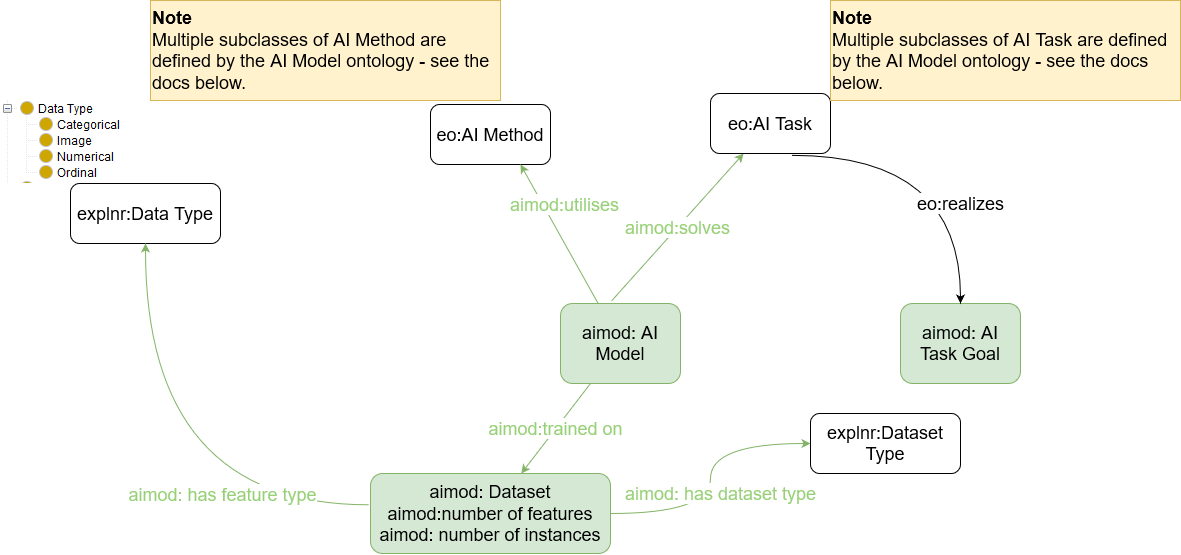 Note
Multiple subclasses of AI Method are
defined by the AI Model ontology - see the
docs below.
Note
Multiple subclasses of AI Task are defined
by the AI Model ontology - see the docs
below.
Data Type
Categorical
Image
Numerical
Ordinal
eo:AI Method
eo:AI Task
explnr:Data Type
aimod:utilises
aimod:solves
eo:realizes
aimod: AI
Model
aimod: AI
Task Goal
aimod:trained on
explnr:Dataset
Type
aimod: has feature type
aimod: Dataset
aimod:number of features
aimod: number of instances
aimod: has dataset type